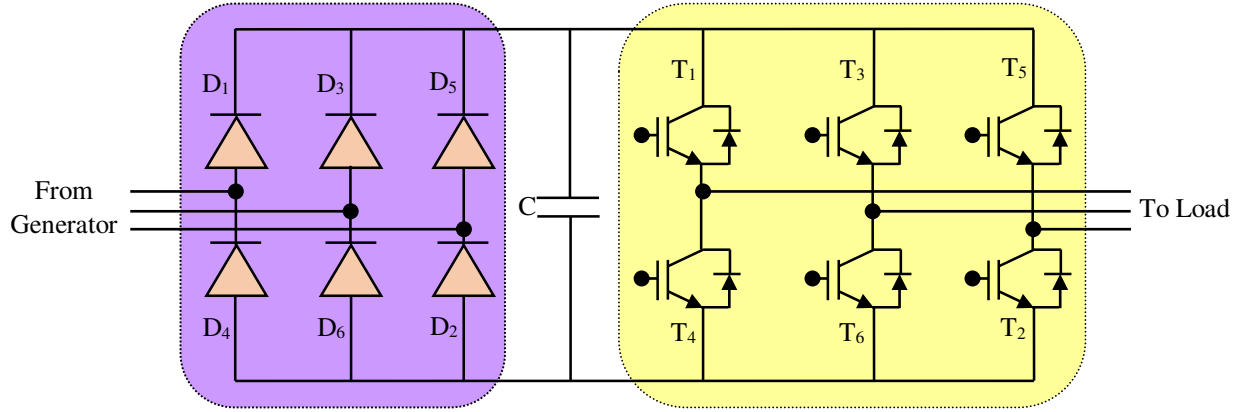 D₁
D₃
D₅
T₁
T₃
T₅
From
Generator
C
To Load
D₄
D₆
D₂
T₄
T₆
T₂